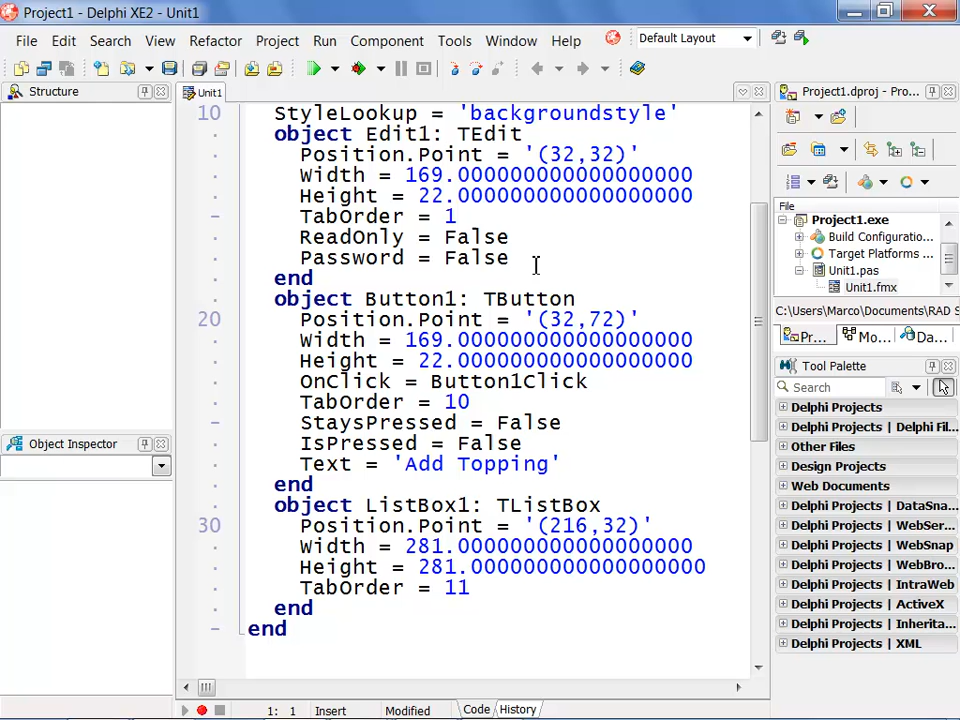 Project1 - Delphi XE2 - Unit1
File Edit Search View Refactor Project Run Component Tools Window Help
Default Layout
Structure
Unit1
Project1.dproj - Pro...
10 StyleLookup = 'backgroundstyle'
object Edit1: TEdit
Position.Point = '(32,32)'
Width = 169.000000000000000000
Height = 22.000000000000000000
TabOrder = 1
ReadOnly = False
Password = False
end
object Button1: TButton
20 Position.Point = '(32,72)'
Width = 169.000000000000000000
Height = 22.000000000000000000
OnClick = Button1Click
TabOrder = 10
StaysPressed = False
IsPressed = False
Text = 'Add Topping'
end
object ListBox1: TListBox
30 Position.Point = '(216,32)'
Width = 281.000000000000000000
Height = 281.000000000000000000
TabOrder = 11
end
end
Object Inspector
1: 1 Insert Modified Code History
File
Project1.exe
Build Configuratio...
Target Platforms ...
Unit1.pas
Unit1.fmx
C:\Users\Marco\Documents\RAD S
Pr... Mo... Da...
Tool Palette
Search
Delphi Projects
Delphi Projects | Delphi Fil...
Other Files
Design Projects
Web Documents
Delphi Projects | DataSna...
Delphi Projects | WebSer...
Delphi Projects | WebSnap
Delphi Projects | WebBro...
Delphi Projects | IntraWeb
Delphi Projects | ActiveX
Delphi Projects | Inherita...
Delphi Projects | XML